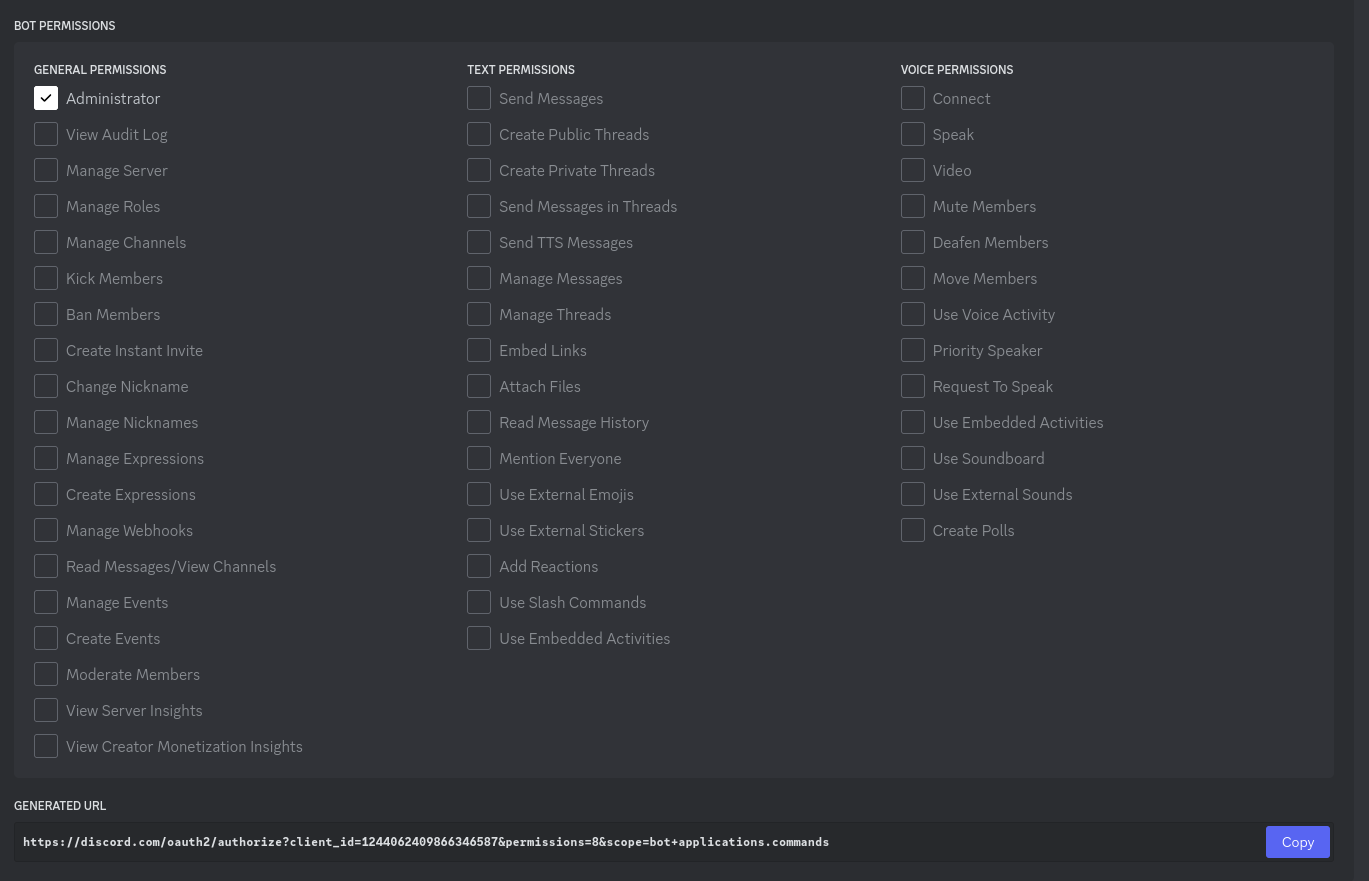 BOT PERMISSIONS
GENERAL PERMISSIONS
Administrator
View Audit Log
Manage Server
Manage Roles
Manage Channels
Kick Members
Ban Members
Create Instant Invite
Change Nickname
Manage Nicknames
Manage Expressions
Create Expressions
Manage Webhooks
Read Messages/View Channels
Manage Events
Create Events
Moderate Members
View Server Insights
View Creator Monetization Insights
TEXT PERMISSIONS
Send Messages
Create Public Threads
Create Private Threads
Send Messages in Threads
Send TTS Messages
Manage Messages
Manage Threads
Embed Links
Attach Files
Read Message History
Mention Everyone
Use External Emojis
Use External Stickers
Add Reactions
Use Slash Commands
Use Embedded Activities
VOICE PERMISSIONS
Connect
Speak
Video
Mute Members
Deafen Members
Move Members
Use Voice Activity
Priority Speaker
Request To Speak
Use Embedded Activities
Use Soundboard
Use External Sounds
Create Polls
GENERATED URL
https://discord.com/oauth2/authorize?client_id=1244062409866346587&permissions=8&scope=bot+applications.commands
Copy